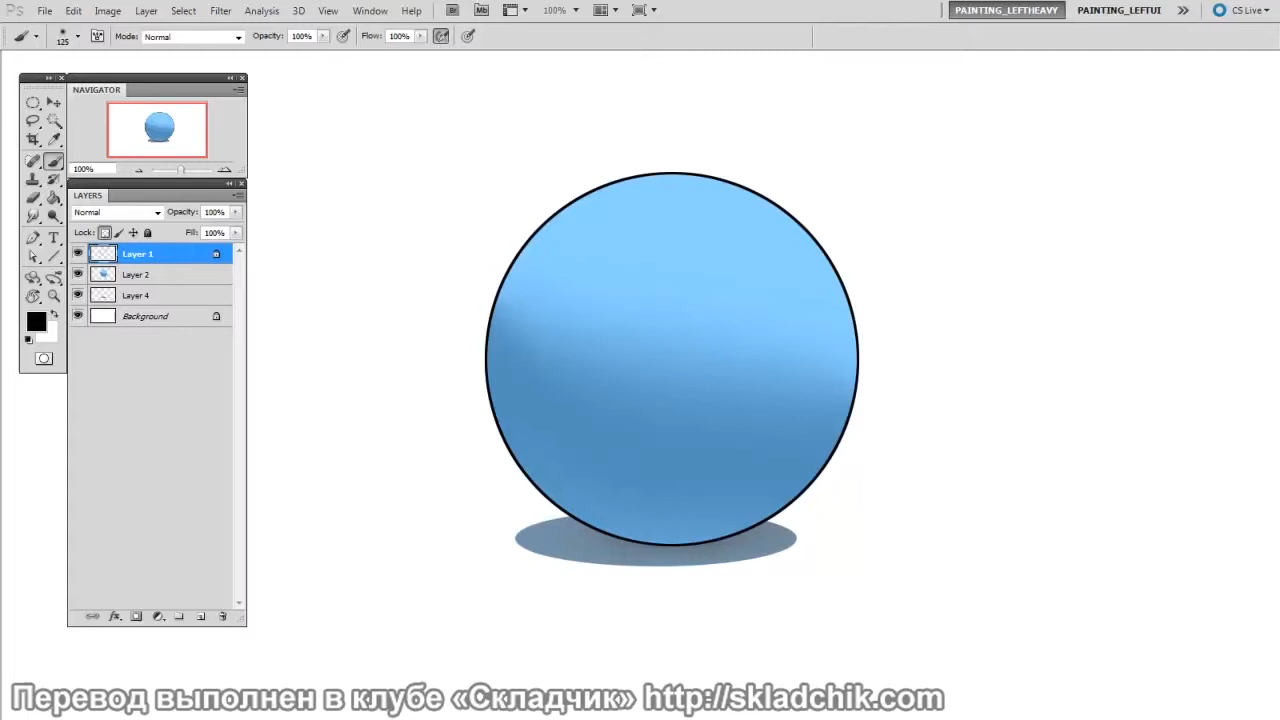 Ps File Edit Image Layer Select Filter Analysis 3D View Window Help Br Mb 100% PAINTING_LEFTHEAVY PAINTING_LEFTUI CS Live
125 Mode: Normal Opacity: 100% Flow: 100%
NAVIGATOR
100%
LAYERS
Normal Opacity: 100%
Lock: Fill: 100%
Layer 1
Layer 2
Layer 4
Background
Перевод выполнен в клубе «Складчик» http://skladchik.com